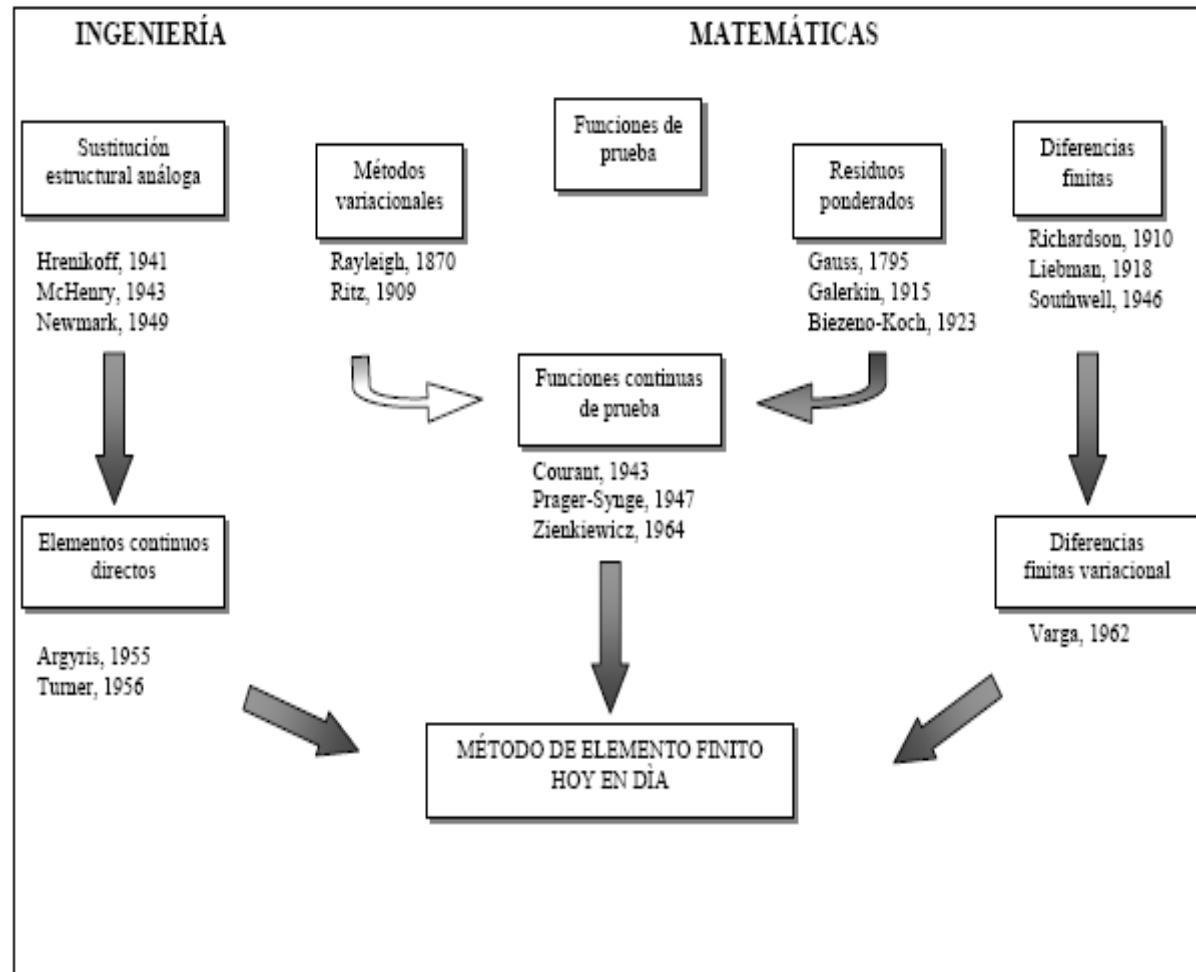 INGENIERÍA
MATEMÁTICAS
Sustitución
estructural análoga
Hrenikoff, 1941
McHenry, 1943
Newmark, 1949
Métodos
variacionales
Rayleigh, 1870
Ritz, 1909
Funciones de
prueba
Residuos
ponderados
Gauss, 1795
Galerkin, 1915
Biezeno-Koch, 1923
Diferencias
finitas
Richardson, 1910
Liebman, 1918
Southwell, 1946
Funciones continuas
de prueba
Courant, 1943
Prager-Synge, 1947
Zienkiewicz, 1964
Elementos continuos
directos
Argyris, 1955
Turner, 1956
Diferencias
finitas variacional
Varga, 1962
MÉTODO DE ELEMENTO FINITO
HOY EN DÌA